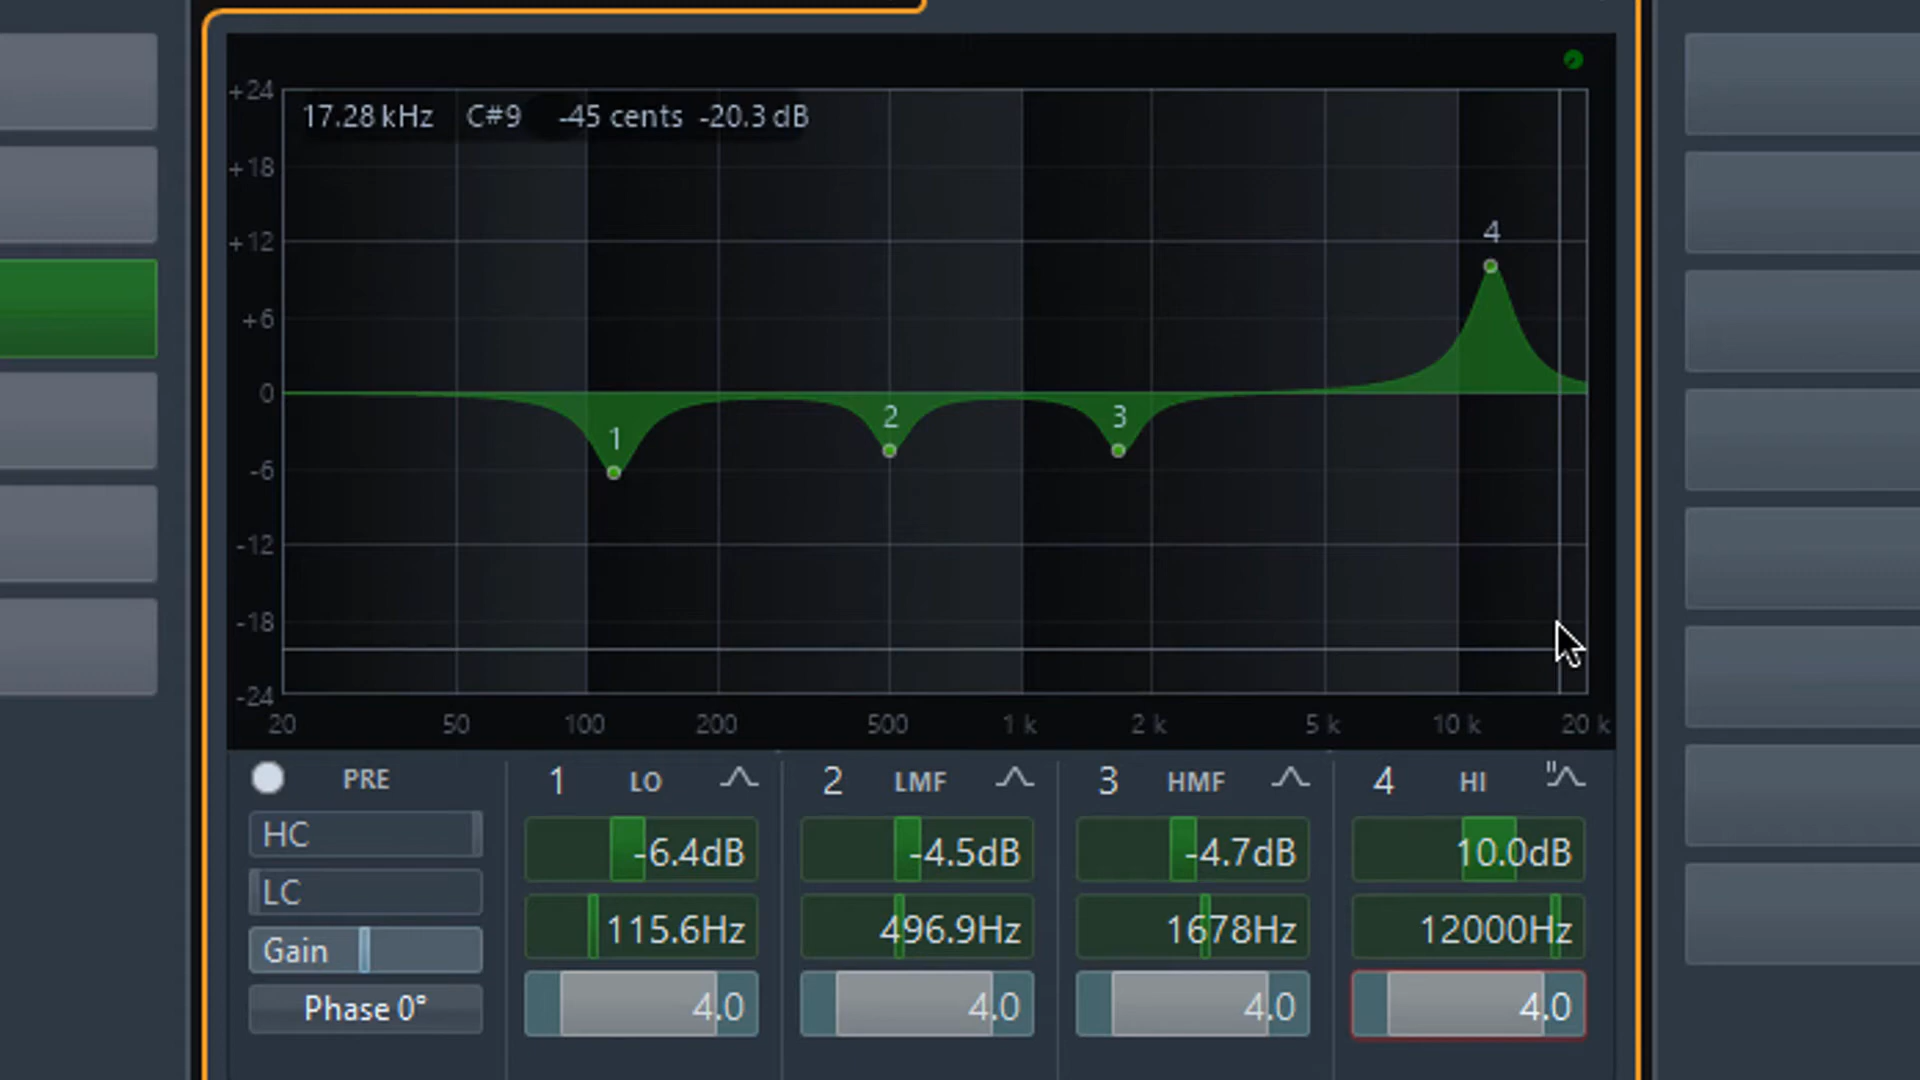 17.28 kHz C#9 -45 cents -20.3 dB
+24
+18
+12
+6
0
-6
-12
-18
-24
4
1
2
3
20 50 100 200 500 1 k 2 k 5 k 10 k 20 k
PRE
HC
LC
Gain
Phase 0°
1 LO
-6.4dB
115.6Hz
4.0
2 LMF
-4.5dB
496.9Hz
4.0
3 HMF
-4.7dB
1678Hz
4.0
4 HI
10.0dB
12000Hz
4.0